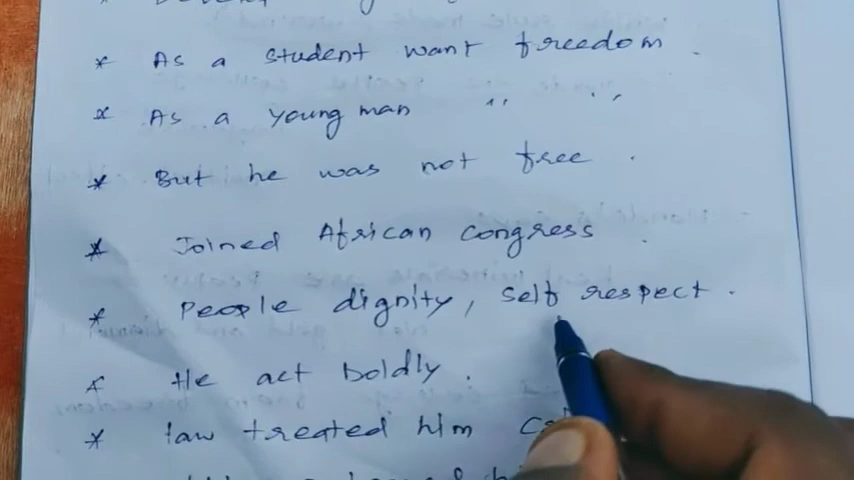 * As a student want freedom .
* As a young man " "
* But he was not free .
* Joined African congress .
* People dignity, self respect .
* He act boldly .
* law treated him